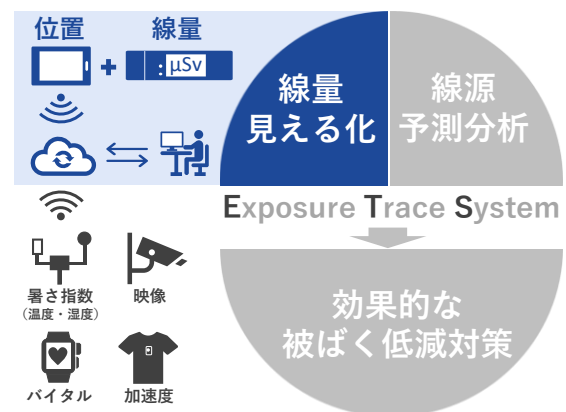 位置 線量
+ :μSv
線量
見える化
線源
予測分析
Exposure Trace System
暑さ指数
(温度・湿度)
映像
バイタル
加速度
効果的な
被ばく低減対策